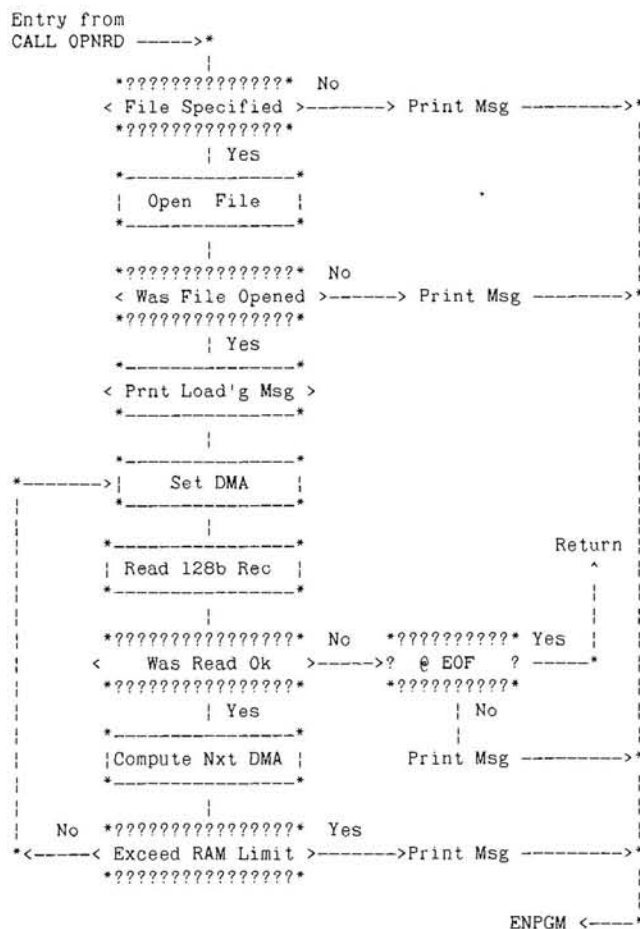 Entry from
CALL OPNRD ----->*
*??????????????* No
< File Specified >------> Print Msg -------->*
*??????????????*
| Yes
*--------------*
| Open File |
*--------------*
*???????????????* No
< Was File Opened >------> Print Msg -------->*
*???????????????*
| Yes
*---------------*
< Prnt Load'g Msg >
*---------------*
*--------------*
*------->| Set DMA |
*--------------*
*---------------* Return
| Read 128b Rec | ^
*---------------*
*????????????????* No *??????????* Yes
< Was Read Ok >----->? @ EOF ? -----*
*????????????????* *??????????*
| Yes | No
*----------------*
|Compute Nxt DMA | Print Msg --------->*
*----------------*
No *????????????????* Yes
*<----< Exceed RAM Limit >------->Print Msg --------->*
*????????????????*
ENPGM <----*